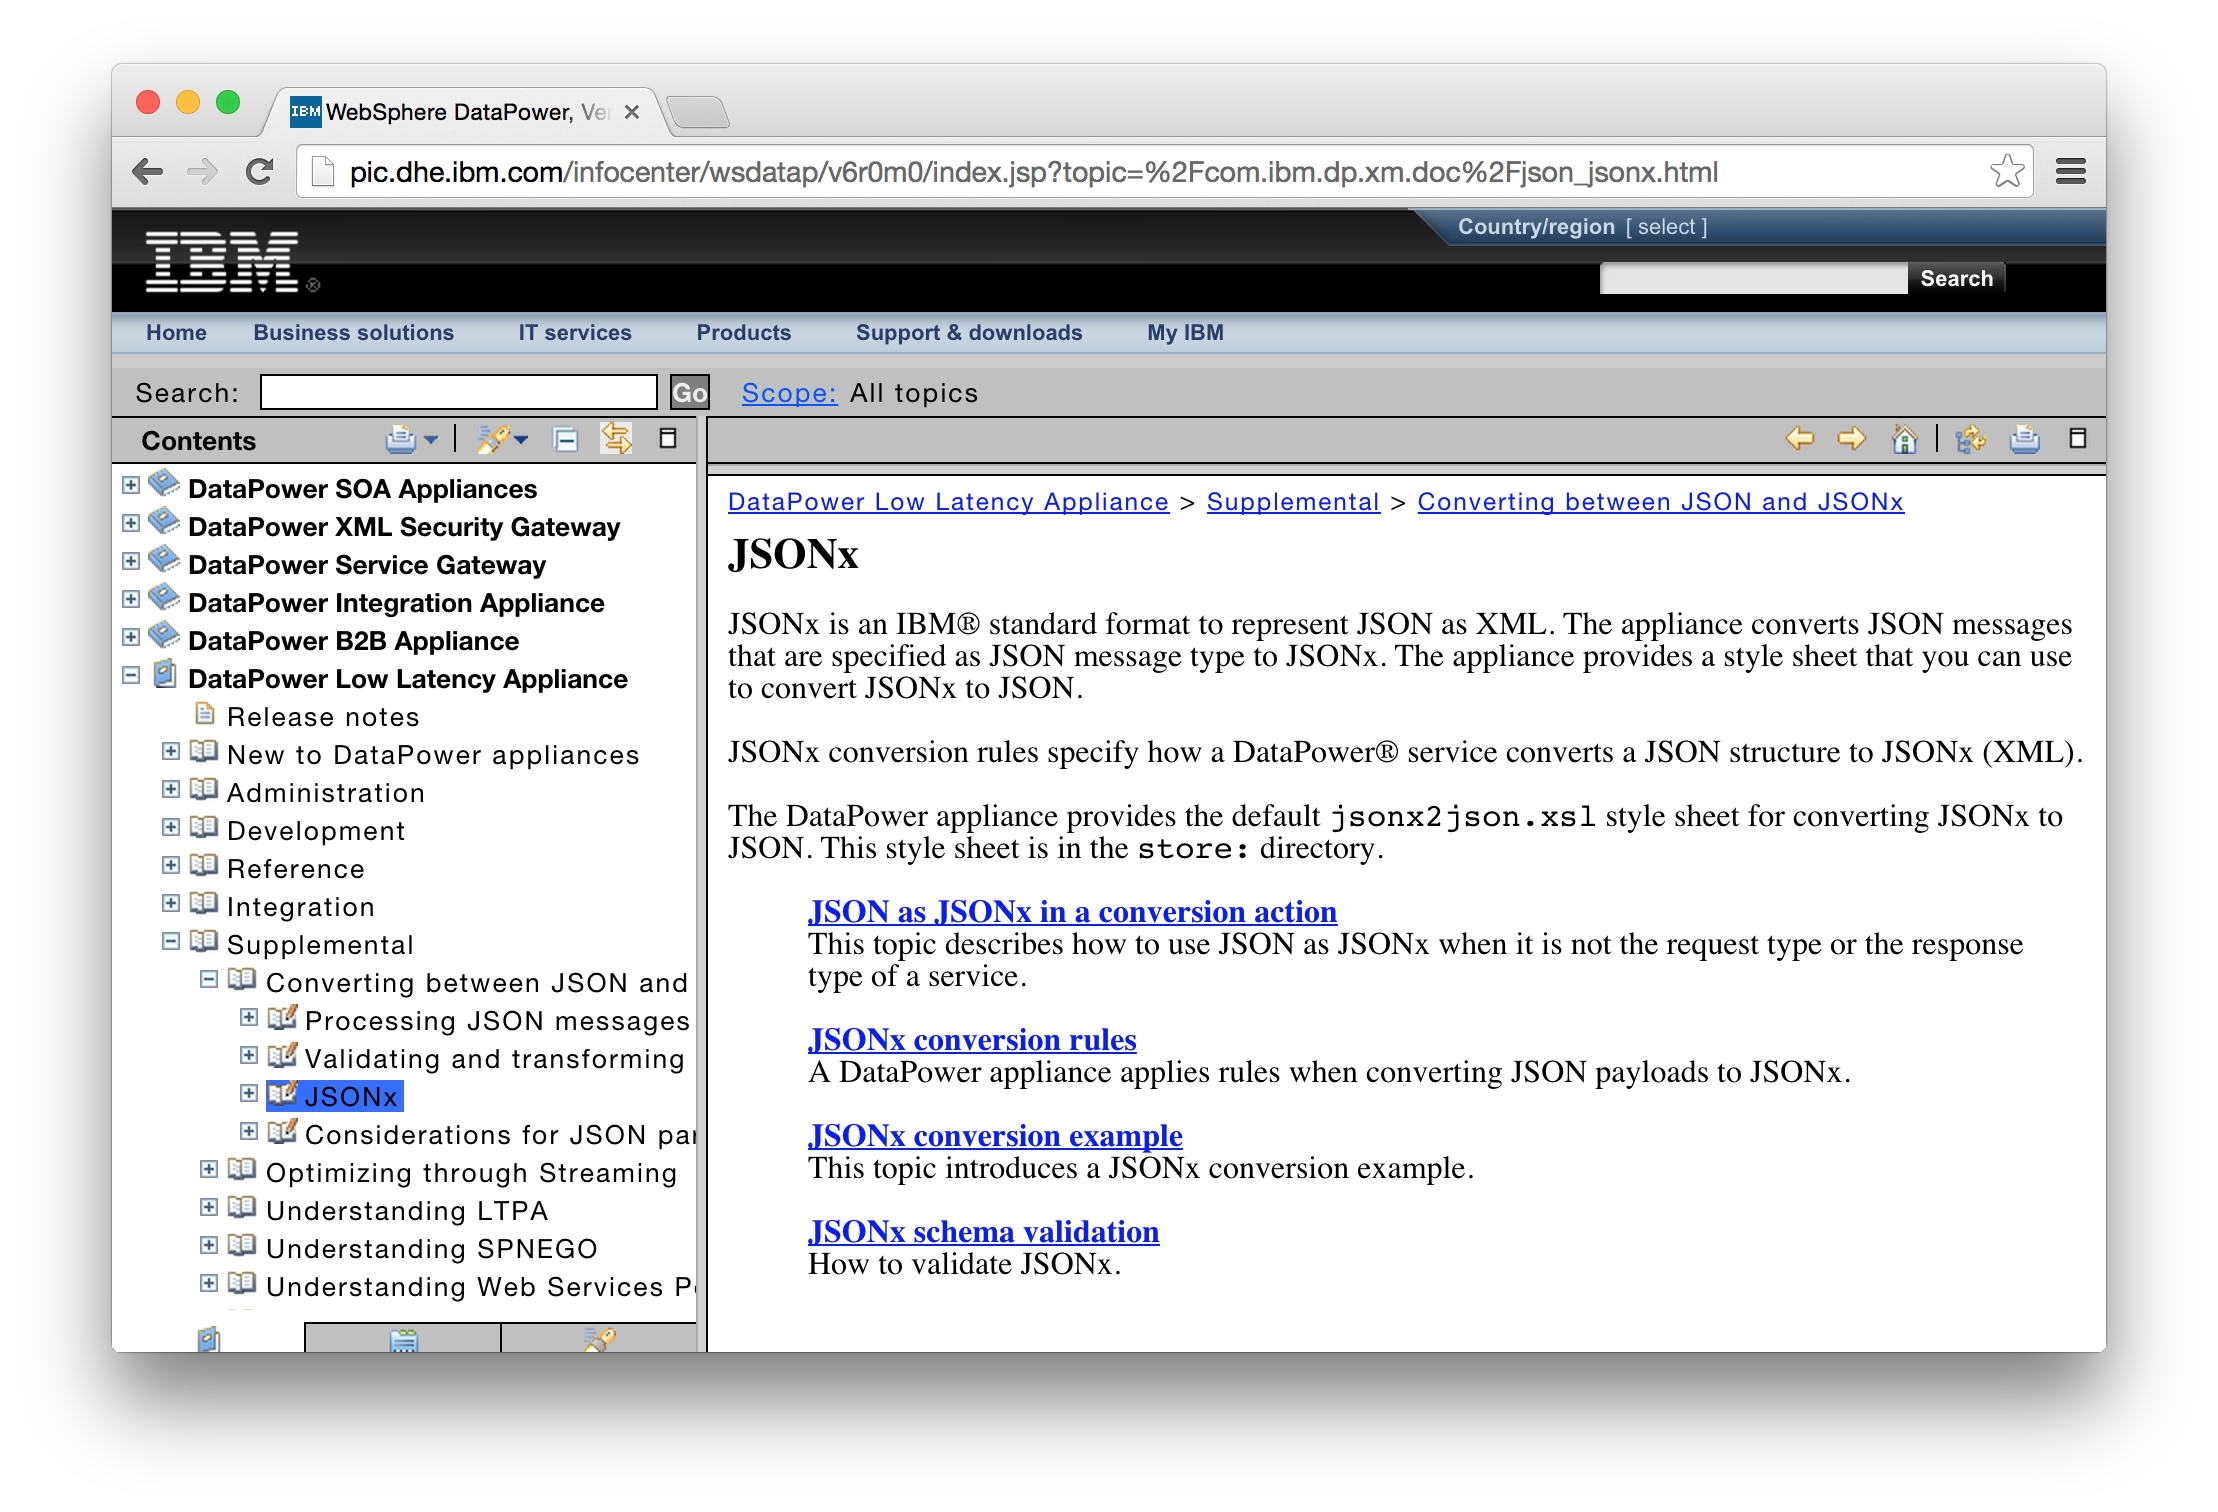 IBM WebSphere DataPower, Ver
pic.dhe.ibm.com/infocenter/wsdatap/v6r0m0/index.jsp?topic=%2Fcom.ibm.dp.xm.doc%2Fjson_jsonx.html
Country/region [ select ]
IBM®
Search
Home Business solutions IT services Products Support & downloads My IBM
Search: Go Scope: All topics
Contents
DataPower SOA Appliances
DataPower XML Security Gateway
DataPower Service Gateway
DataPower Integration Appliance
DataPower B2B Appliance
DataPower Low Latency Appliance
Release notes
New to DataPower appliances
Administration
Development
Reference
Integration
Supplemental
Converting between JSON and
Processing JSON messages
Validating and transforming
JSONx
Considerations for JSON par
Optimizing through Streaming
Understanding LTPA
Understanding SPNEGO
Understanding Web Services Po
DataPower Low Latency Appliance > Supplemental > Converting between JSON and JSONx
JSONx
JSONx is an IBM® standard format to represent JSON as XML. The appliance converts JSON messages
that are specified as JSON message type to JSONx. The appliance provides a style sheet that you can use
to convert JSONx to JSON.
JSONx conversion rules specify how a DataPower® service converts a JSON structure to JSONx (XML).
The DataPower appliance provides the default jsonx2json.xsl style sheet for converting JSONx to
JSON. This style sheet is in the store: directory.
JSON as JSONx in a conversion action
This topic describes how to use JSON as JSONx when it is not the request type or the response
type of a service.
JSONx conversion rules
A DataPower appliance applies rules when converting JSON payloads to JSONx.
JSONx conversion example
This topic introduces a JSONx conversion example.
JSONx schema validation
How to validate JSONx.